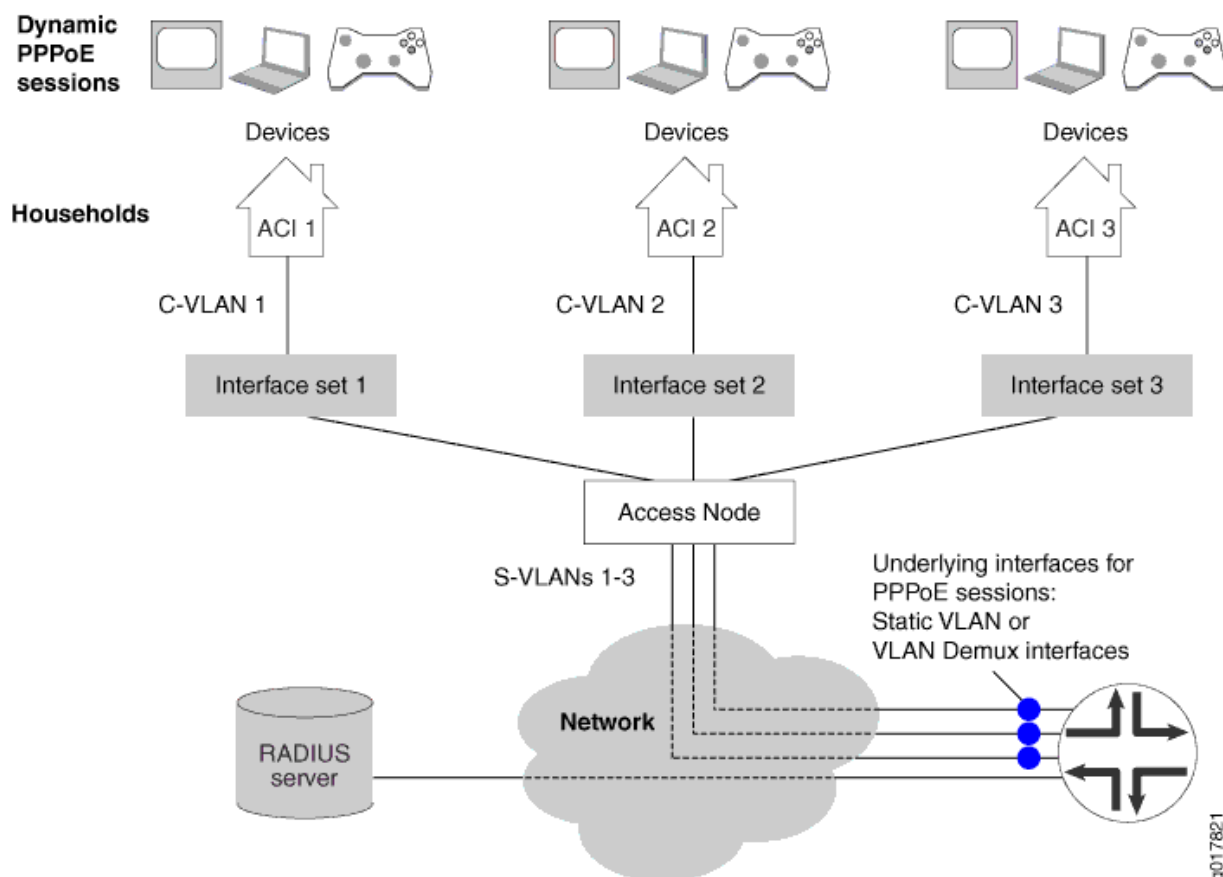 Dynamic
PPPoE
sessions
Devices
Devices
Devices
Households
ACI 1
ACI 2
ACI 3
C-VLAN 1
C-VLAN 2
C-VLAN 3
Interface set 1
Interface set 2
Interface set 3
Access Node
S-VLANs 1-3
Underlying interfaces for
PPPoE sessions:
Static VLAN or
VLAN Demux interfaces
Network
RADIUS
server
g017821